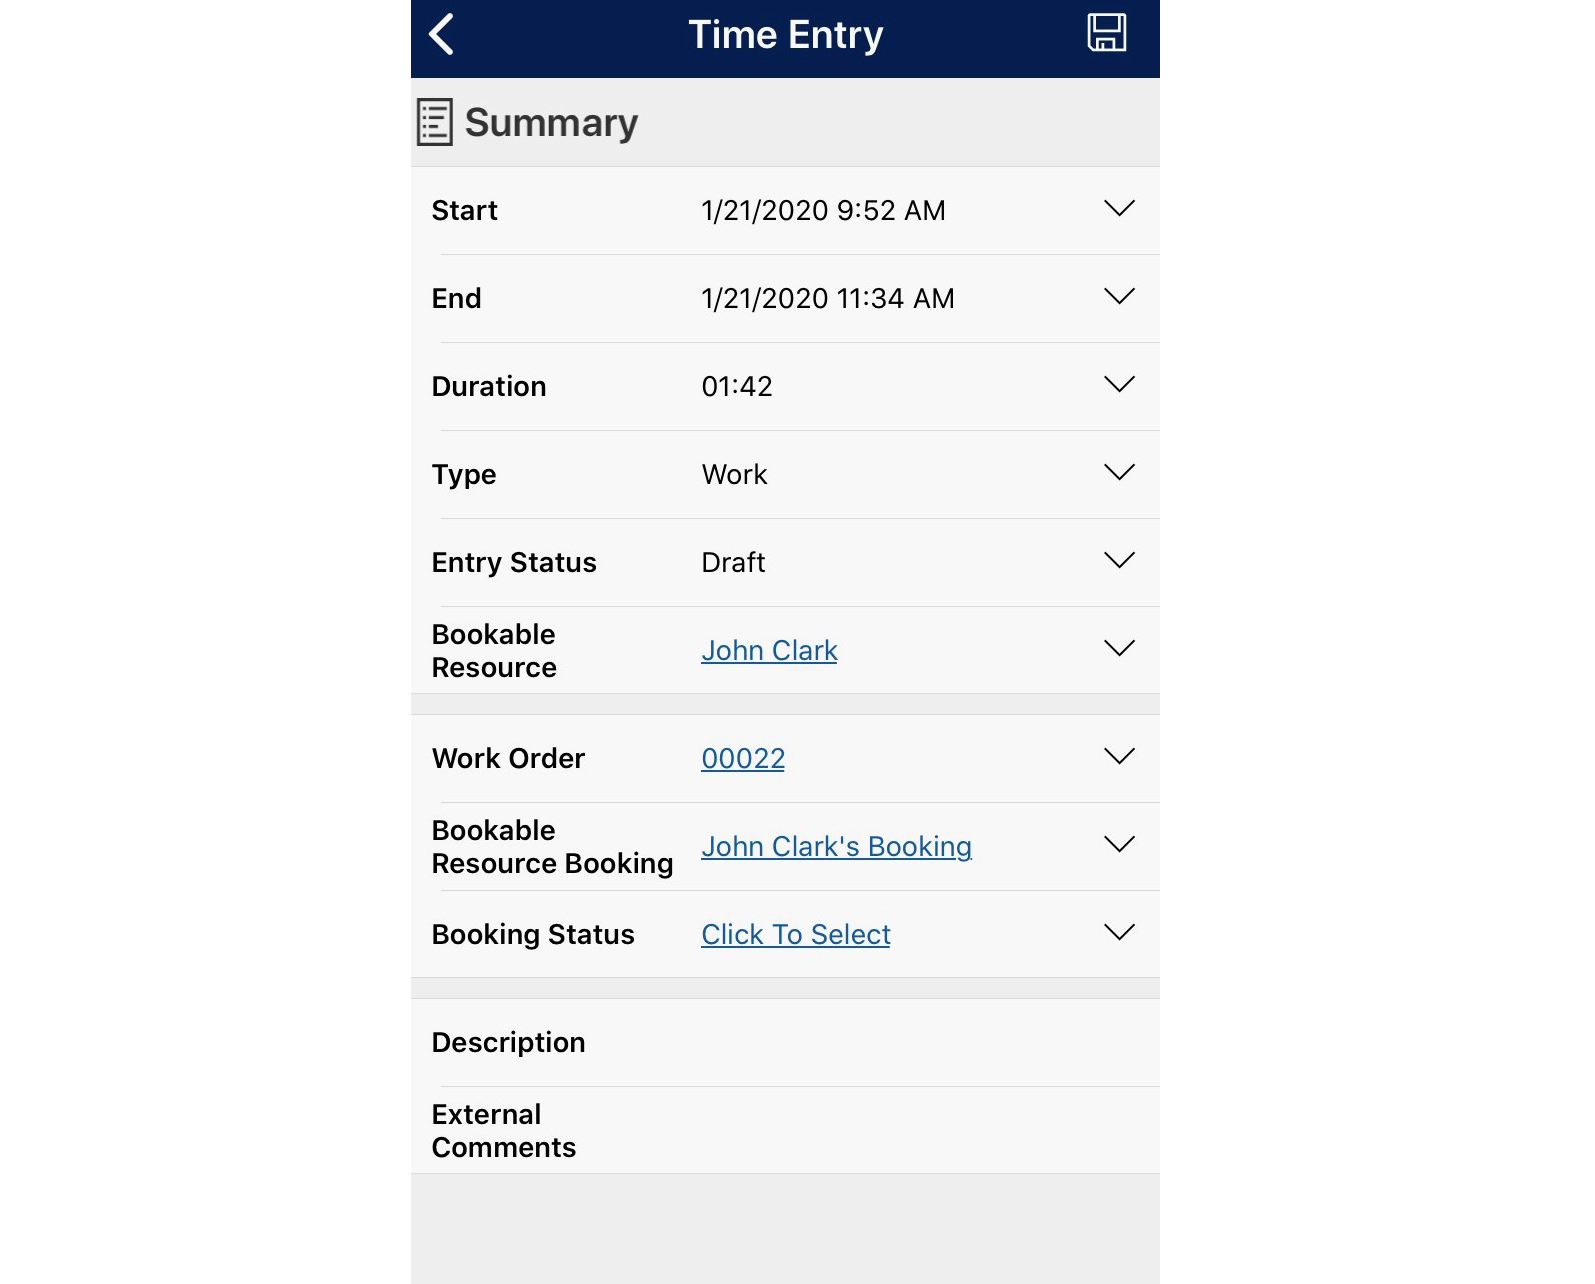 Time Entry
Summary
Start 1/21/2020 9:52 AM
End 1/21/2020 11:34 AM
Duration 01:42
Type Work
Entry Status Draft
Bookable
Resource John Clark
Work Order 00022
Bookable
Resource Booking John Clark's Booking
Booking Status Click To Select
Description
External
Comments